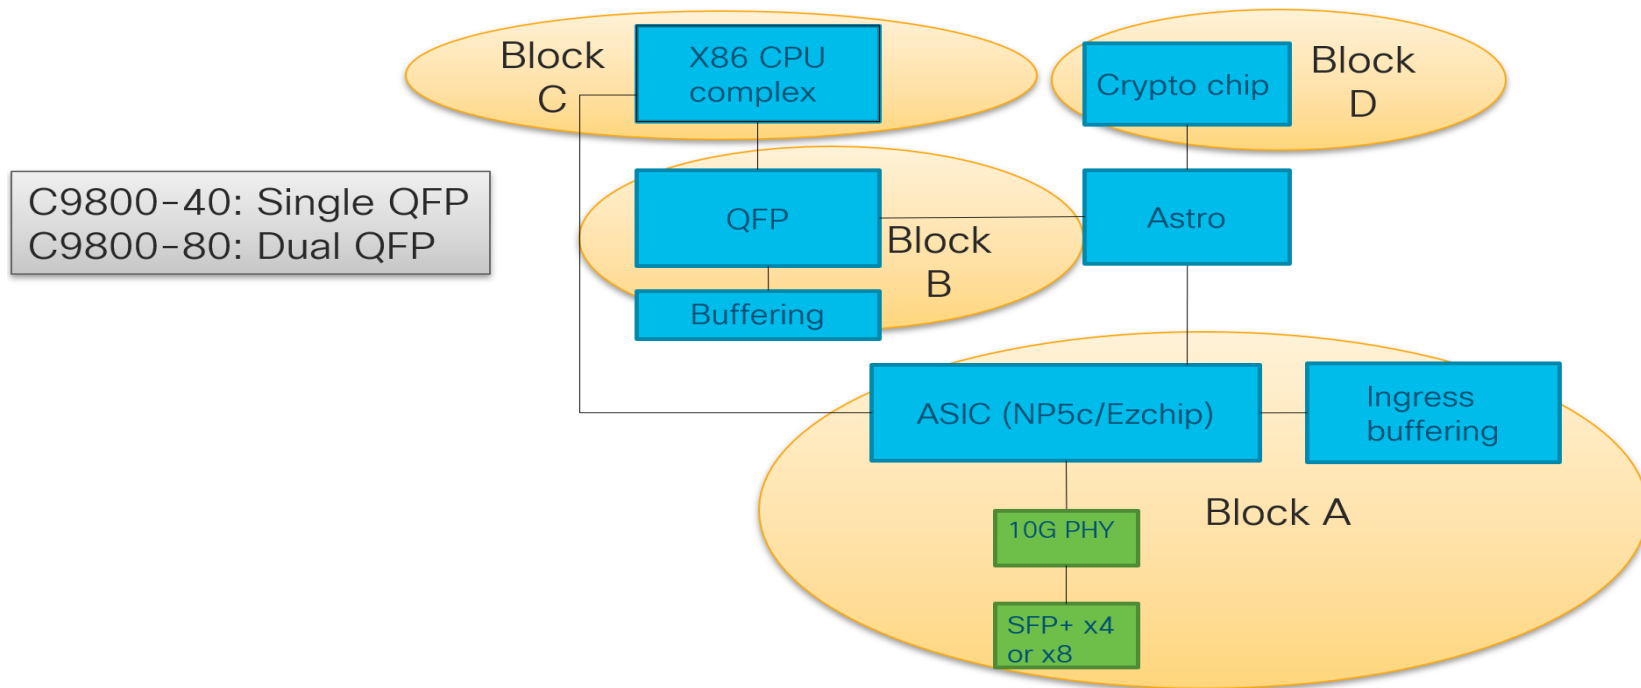 Block
C
X86 CPU
complex
Crypto chip
Block
D
C9800-40: Single QFP
C9800-80: Dual QFP
QFP
Block
B
Astro
Buffering
ASIC (NP5c/Ezchip)
Ingress
buffering
Block A
10G PHY
SFP+ x4
or x8